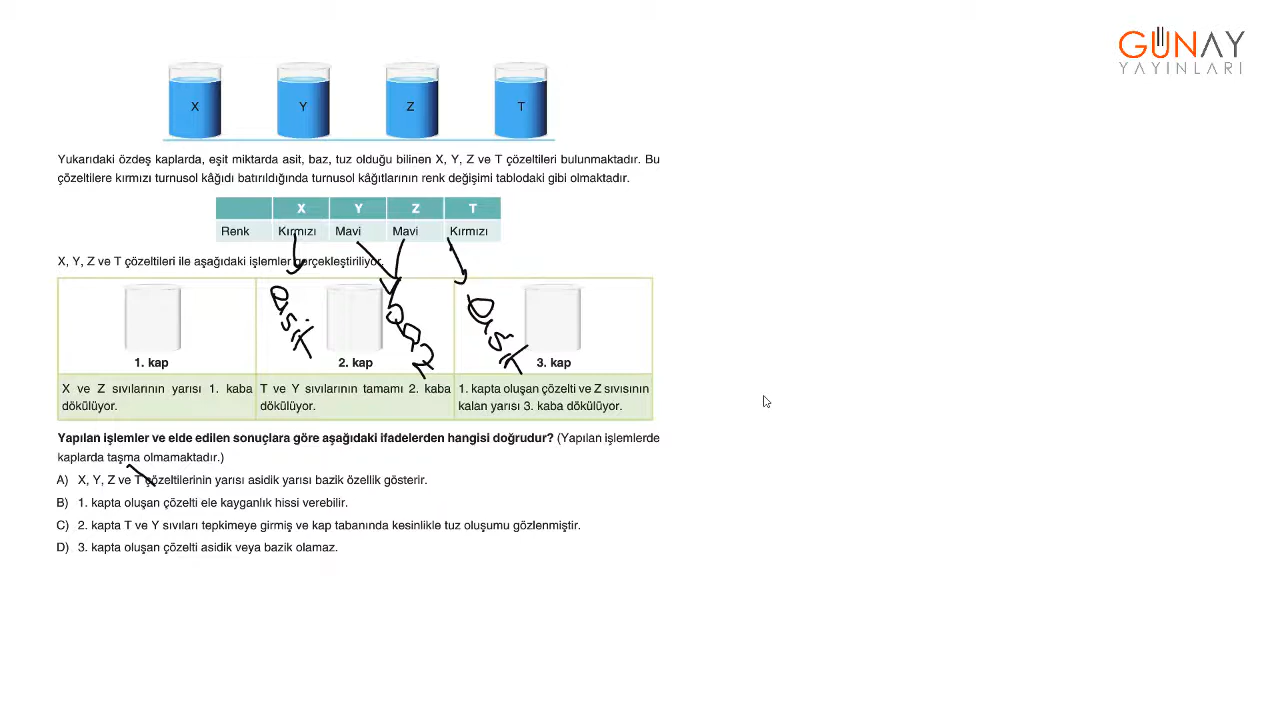 GÜNAY
YAYINLARI
X Y Z T
Yukarıdaki özdeş kaplarda, eşit miktarda asit, baz, tuz olduğu bilinen X, Y, Z ve T çözeltileri bulunmaktadır. Bu
çözeltilere kırmızı turnusol kâğıdı batırıldığında turnusol kâğıtlarının renk değişimi tablodaki gibi olmaktadır.
X Y Z T
Renk Kırmızı Mavi Mavi Kırmızı
X, Y, Z ve T çözeltileri ile aşağıdaki işlemler gerçekleştiriliyor.
asit baz asit
1. kap 2. kap 3. kap
X ve Z sıvılarının yarısı 1. kaba T ve Y sıvılarının tamamı 2. kaba 1. kapta oluşan çözelti ve Z sıvısının
dökülüyor. dökülüyor. kalan yarısı 3. kaba dökülüyor.
Yapılan işlemler ve elde edilen sonuçlara göre aşağıdaki ifadelerden hangisi doğrudur? (Yapılan işlemlerde
kaplarda taşma olmamaktadır.)
A) X, Y, Z ve T çözeltilerinin yarısı asidik yarısı bazik özellik gösterir.
B) 1. kapta oluşan çözelti ele kayganlık hissi verebilir.
C) 2. kapta T ve Y sıvıları tepkimeye girmiş ve kap tabanında kesinlikle tuz oluşumu gözlenmiştir.
D) 3. kapta oluşan çözelti asidik veya bazik olamaz.